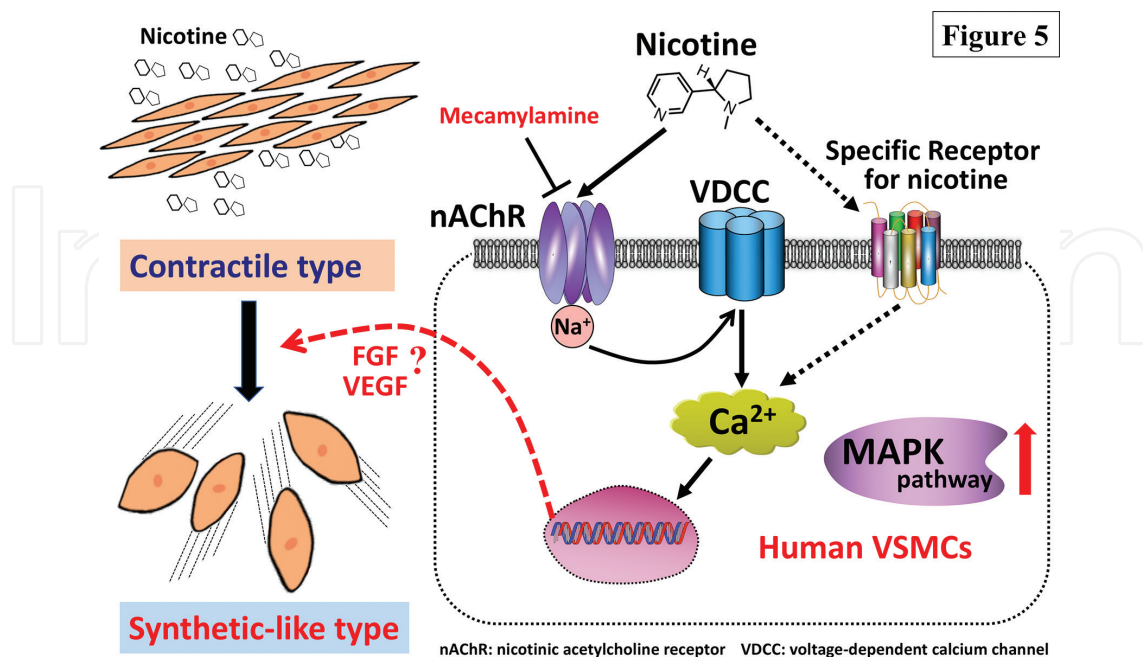 Figure 5
Nicotine
Contractile type
FGF ?
VEGF
Synthetic-like type
Nicotine
H
N
N
Mecamylamine
Specific Receptor
for nicotine
nAChR
VDCC
Na⁺
Ca²⁺
MAPK
pathway
Human VSMCs
nAChR: nicotinic acetylcholine receptor VDCC: voltage-dependent calcium channel